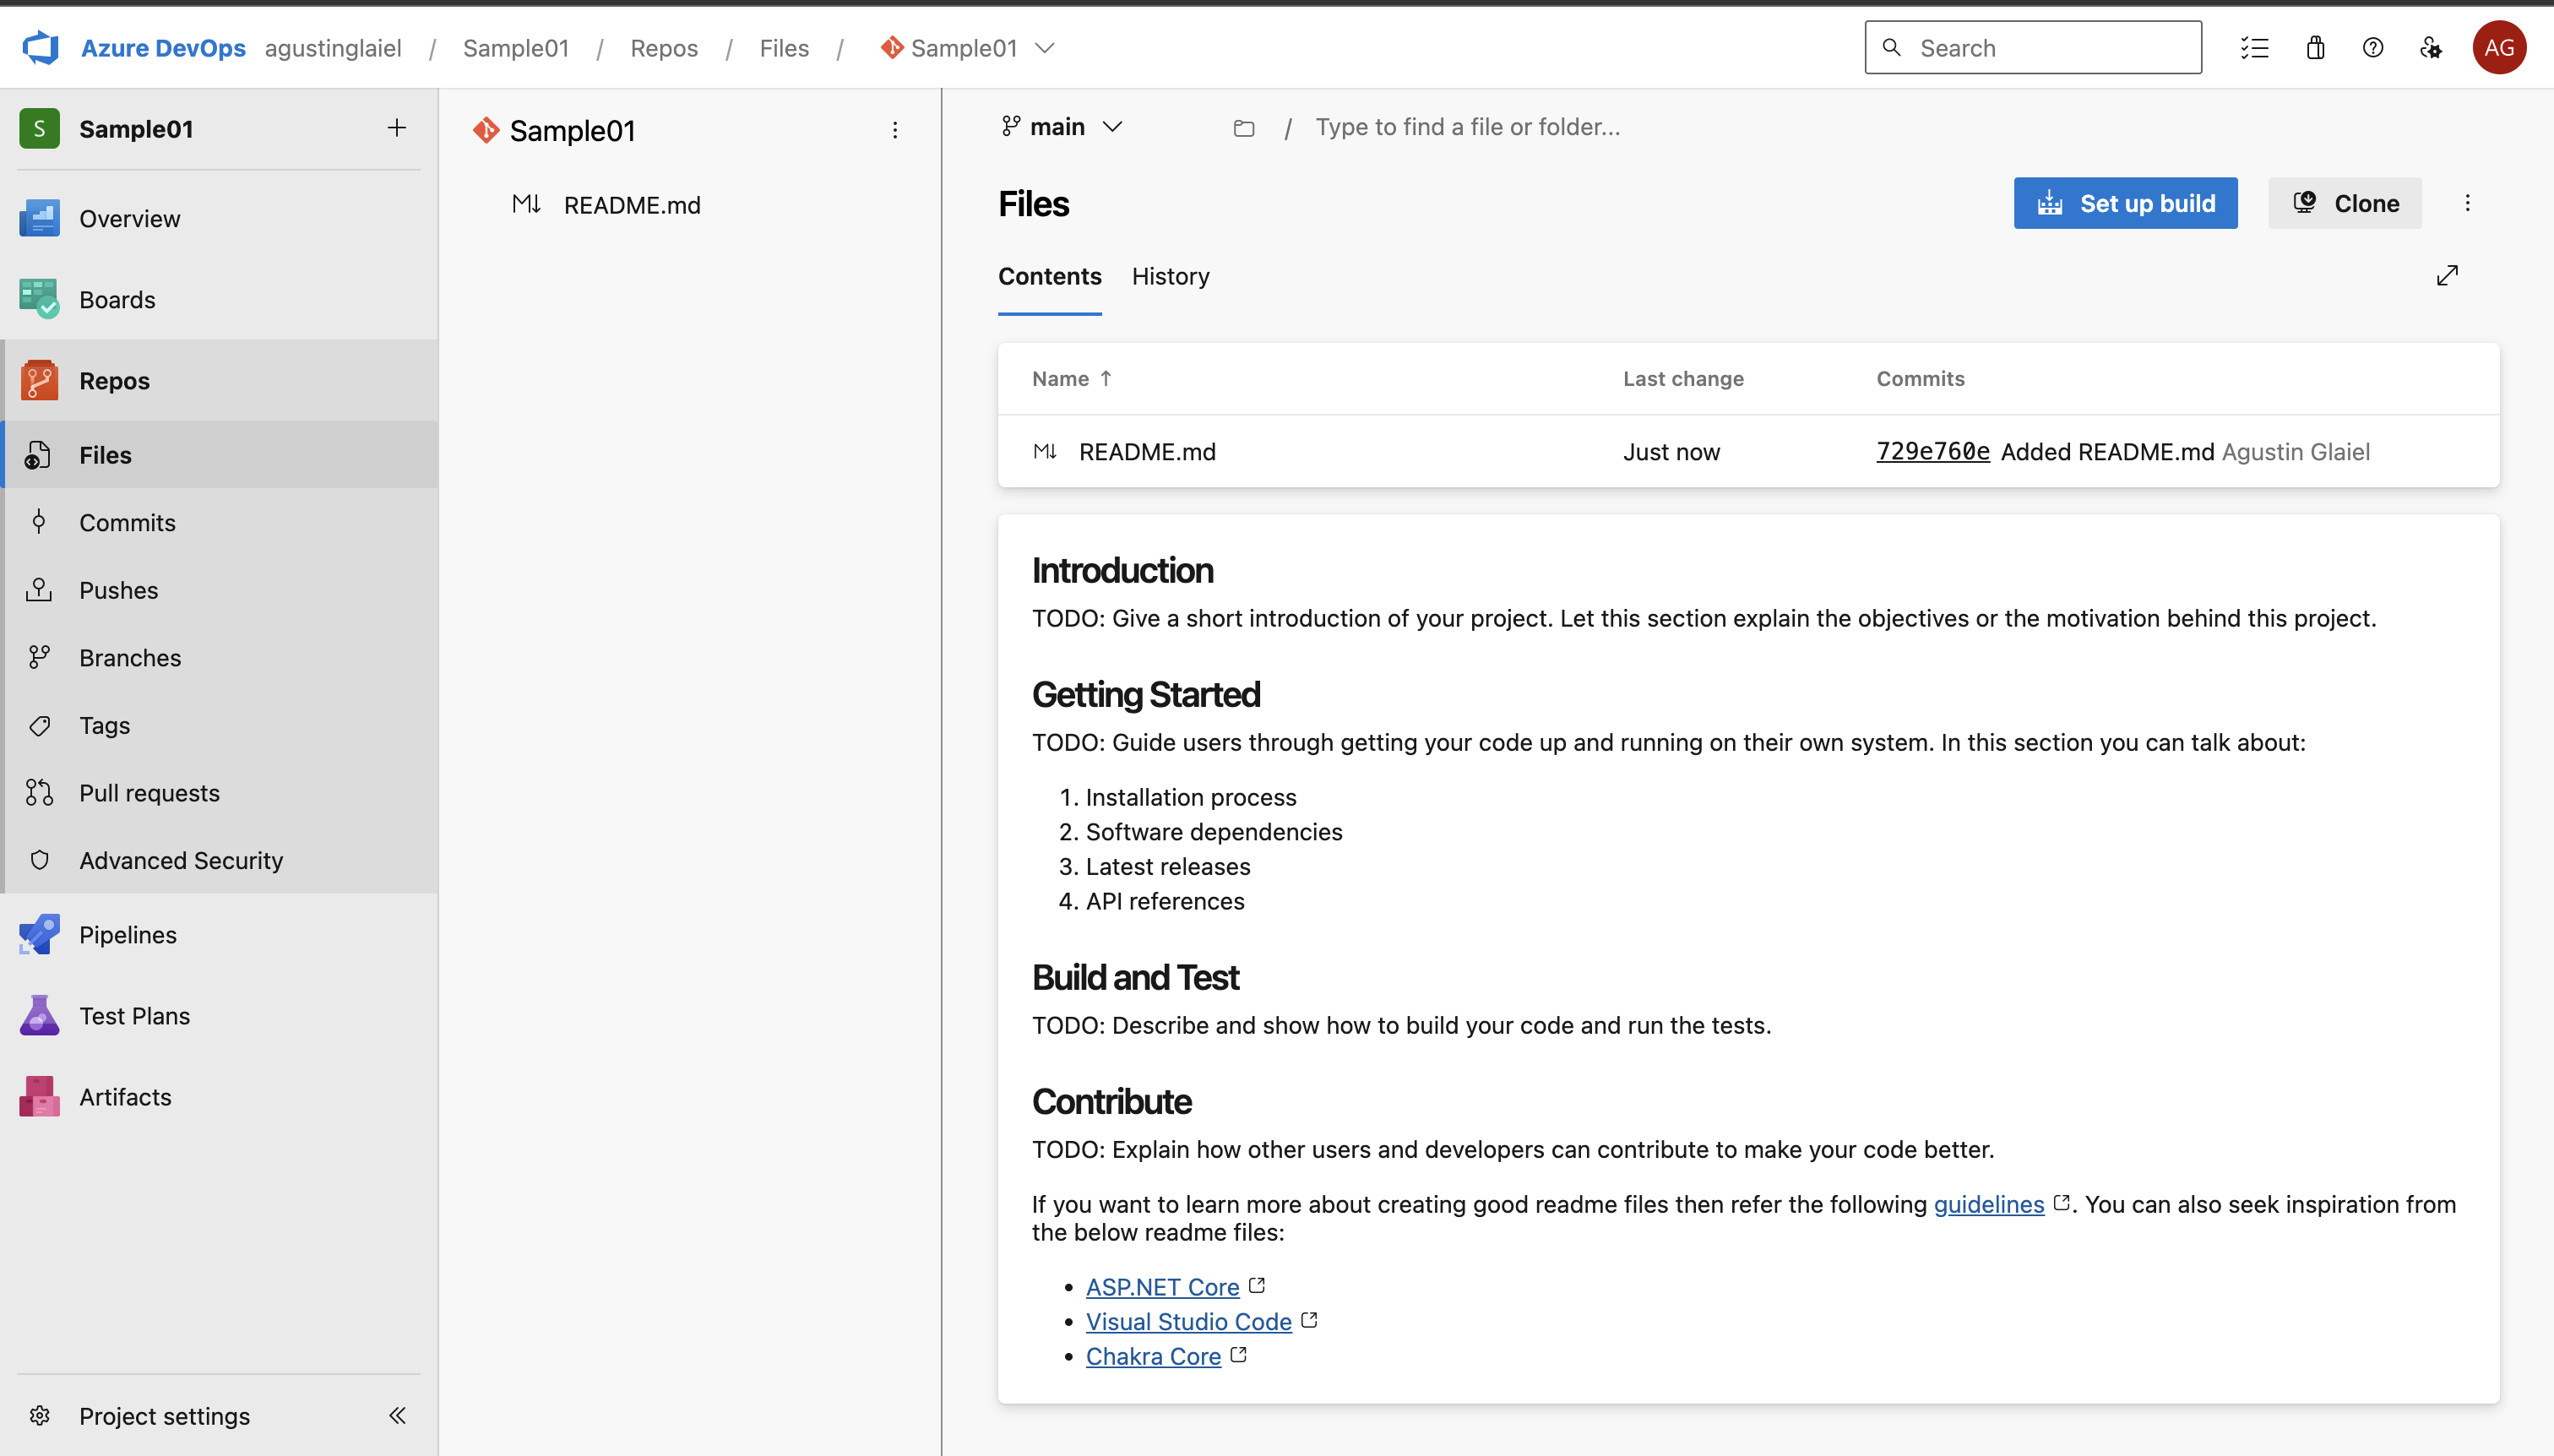 Azure DevOps agustinglaiel / Sample01 / Repos / Files / Sample01
Search
AG
S Sample01
Overview
Boards
Repos
Files
Commits
Pushes
Branches
Tags
Pull requests
Advanced Security
Pipelines
Test Plans
Artifacts
Project settings
Sample01
README.md
main
/ Type to find a file or folder...
Files
Set up build
Clone
Contents History
Name Last change Commits
README.md Just now 729e760e Added README.md Agustin Glaiel
Introduction
TODO: Give a short introduction of your project. Let this section explain the objectives or the motivation behind this project.
Getting Started
TODO: Guide users through getting your code up and running on their own system. In this section you can talk about:
1. Installation process
2. Software dependencies
3. Latest releases
4. API references
Build and Test
TODO: Describe and show how to build your code and run the tests.
Contribute
TODO: Explain how other users and developers can contribute to make your code better.
If you want to learn more about creating good readme files then refer the following guidelines. You can also seek inspiration from
the below readme files:
• ASP.NET Core
• Visual Studio Code
• Chakra Core